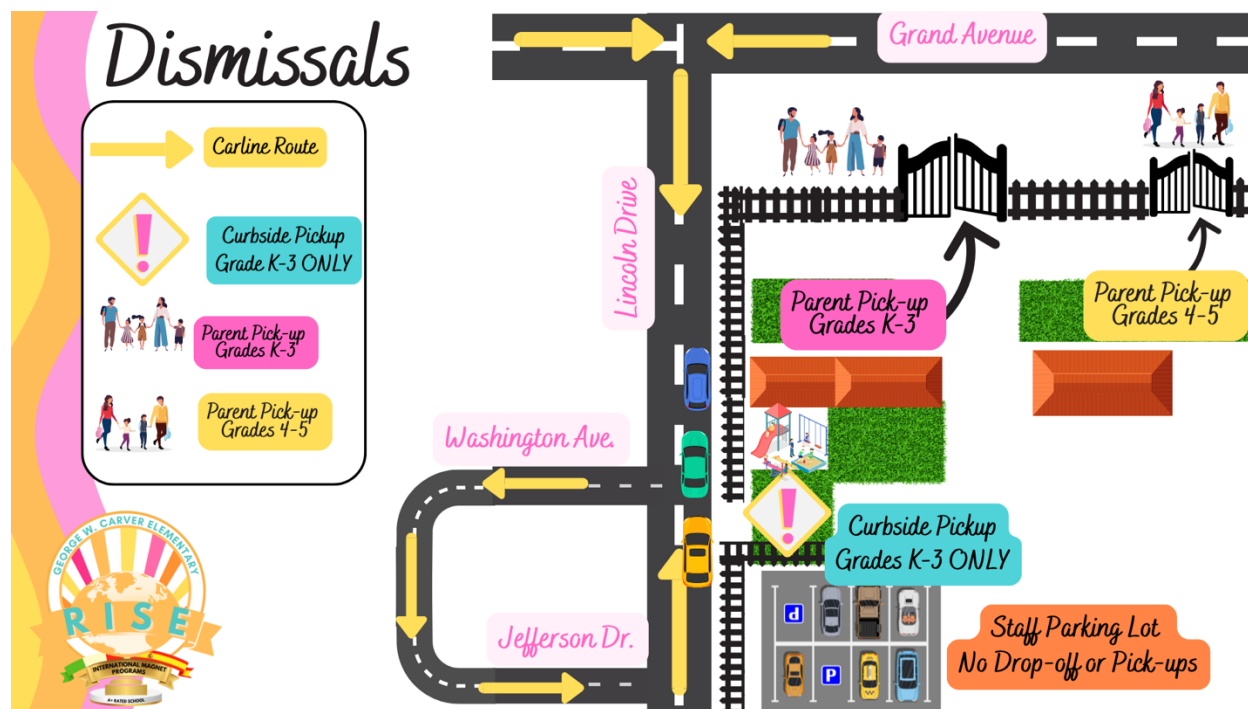 Dismissals
Carline Route
Curbside Pickup
Grade K-3 ONLY
Parent Pick-up
Grades K-3
Parent Pick-up
Grades 4-5
GEORGE W. CARVER ELEMENTARY
RISE
INTERNATIONAL MAGNET
PROGRAMS
A+ RATED SCHOOL
Grand Avenue
Lincoln Drive
Parent Pick-up
Grades K-3
Parent Pick-up
Grades 4-5
Washington Ave.
Curbside Pickup
Grades K-3 ONLY
Jefferson Dr.
P
P
Staff Parking Lot
No Drop-off or Pick-ups